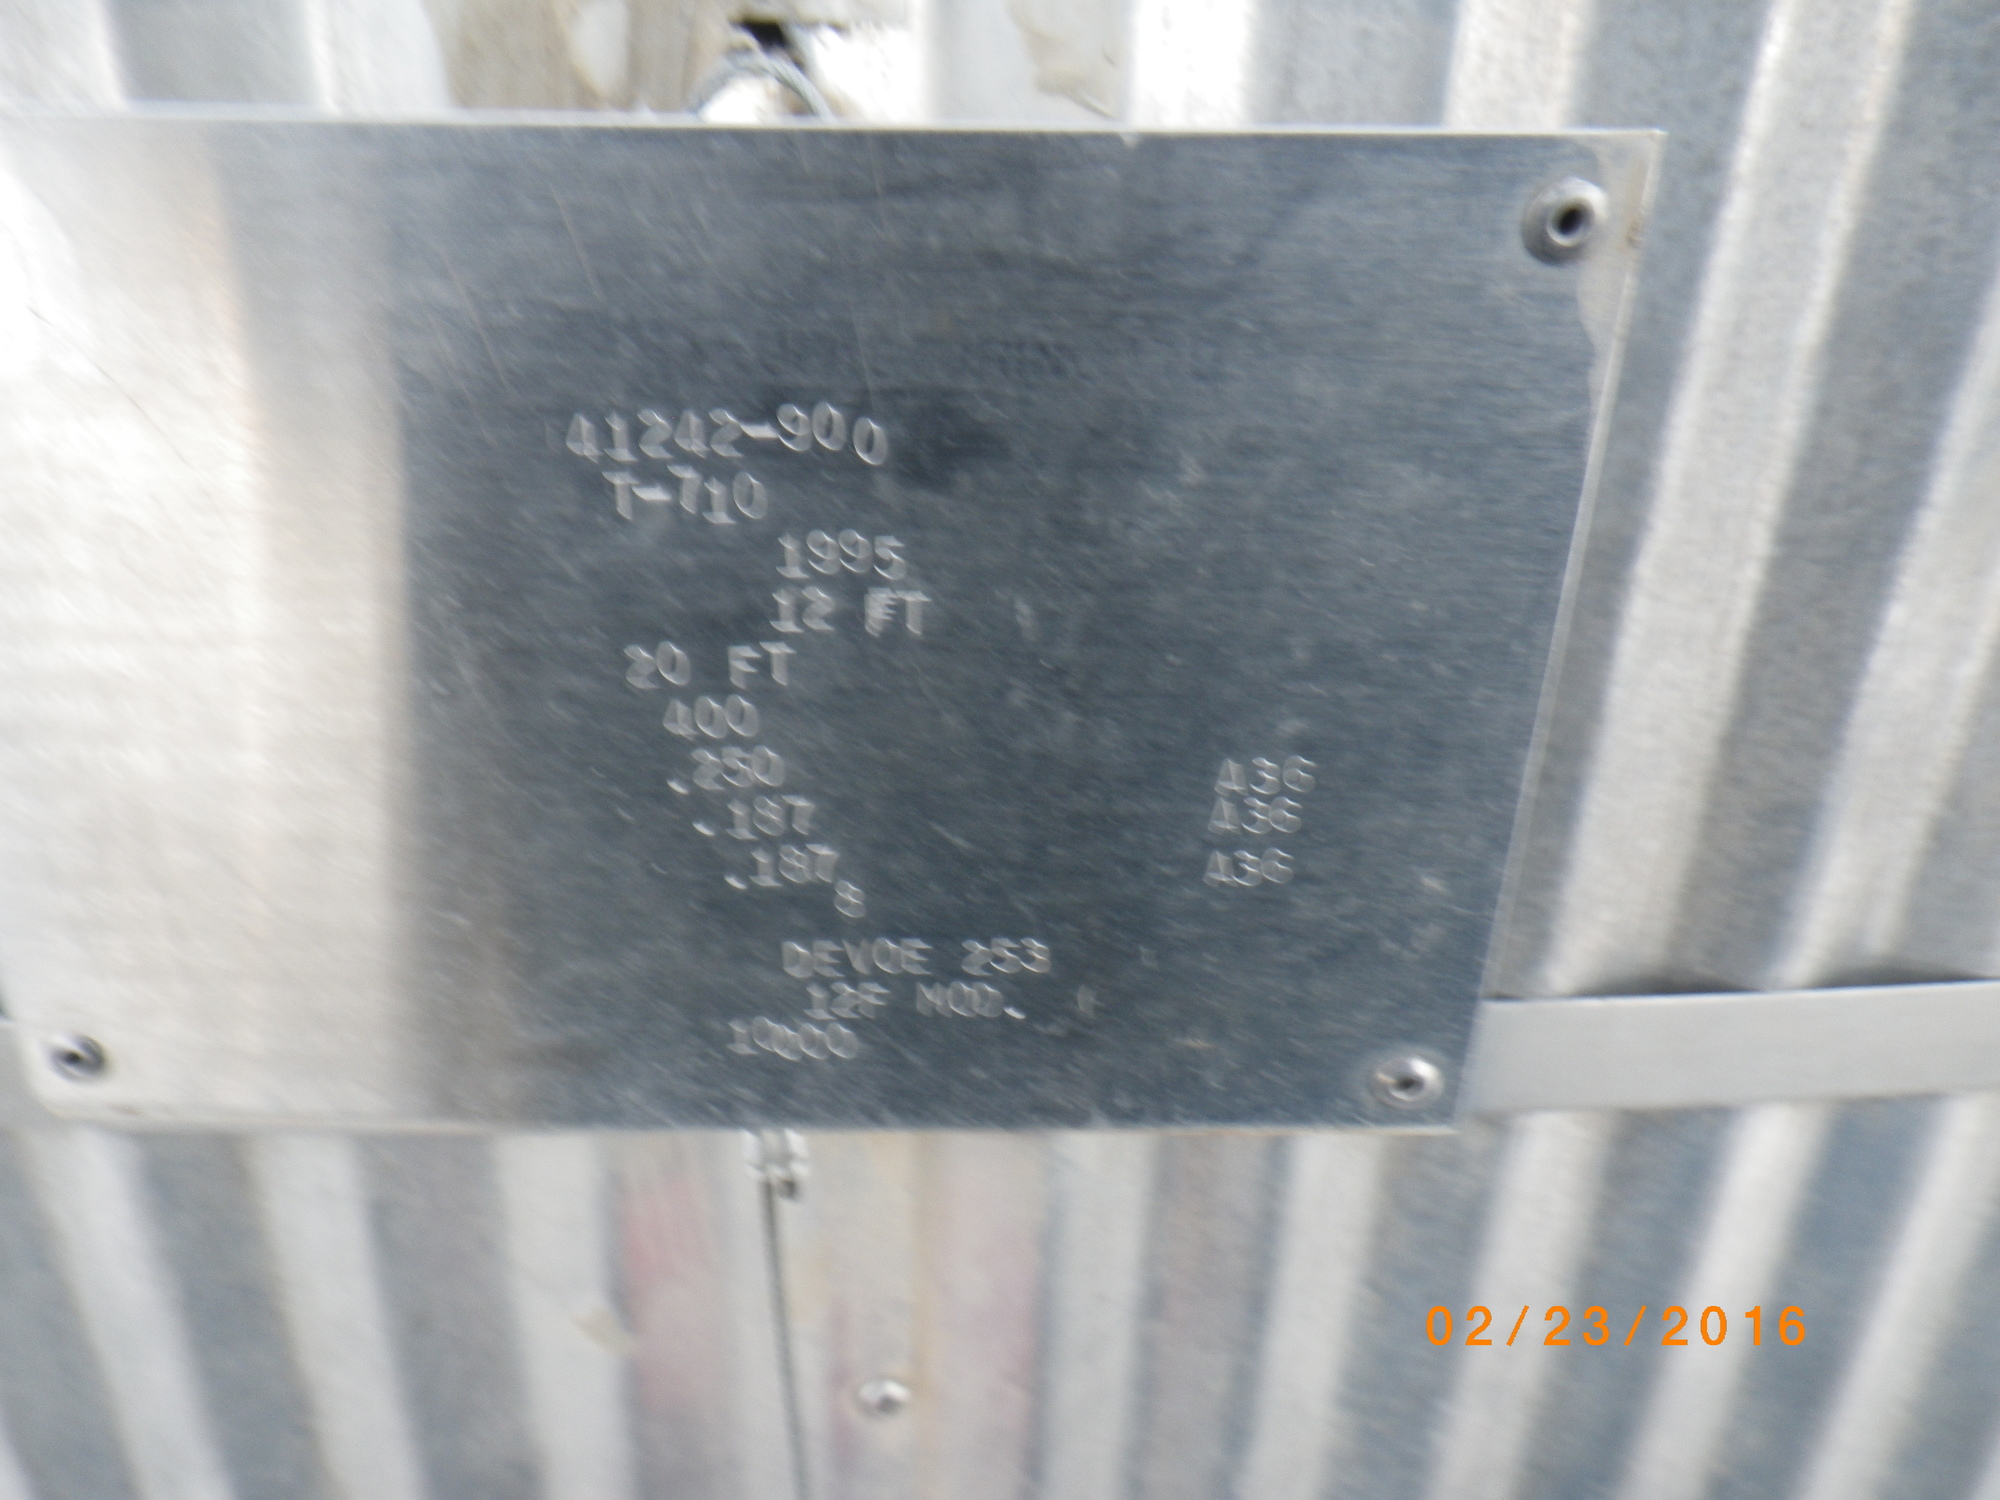 41242-900
T-710
1995
12 FT
20 FT
400
.250 A36
.187 A36
.187 A36
8
DEVOE 253
12F MOD.
10000
02/23/2016